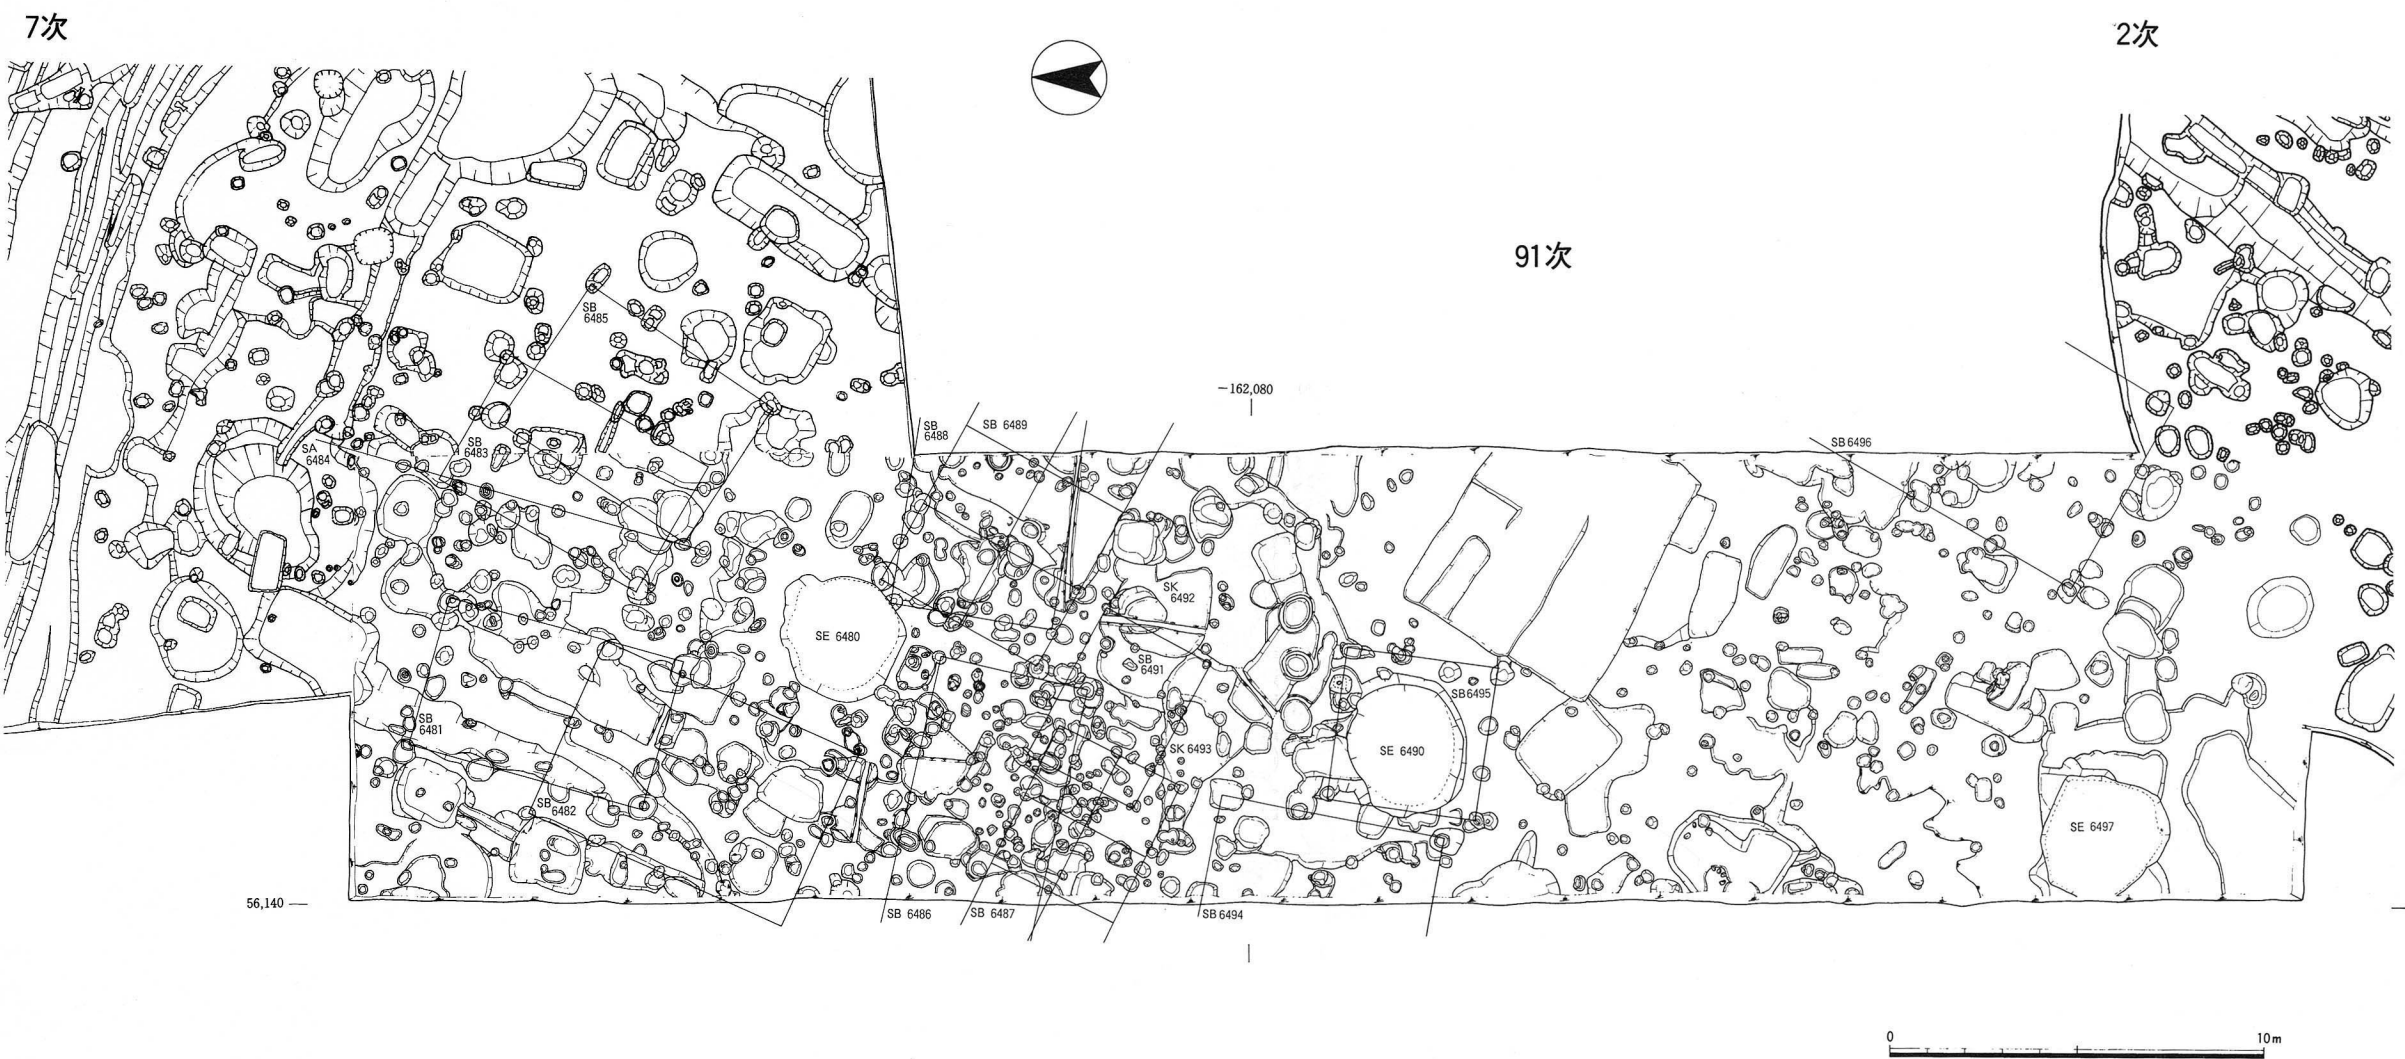 7次
2次
91次
SB
6485
−162,080
SB
6488
SB 6489
SB
6483
SA
6484
SB 6496
SK
6492
SE 6480
SB
6491
SB6495
SB
6481
SK 6493
SE 6490
SB
6482
SE 6497
56,140
SB 6486
SB 6487
SB 6494
0
10m